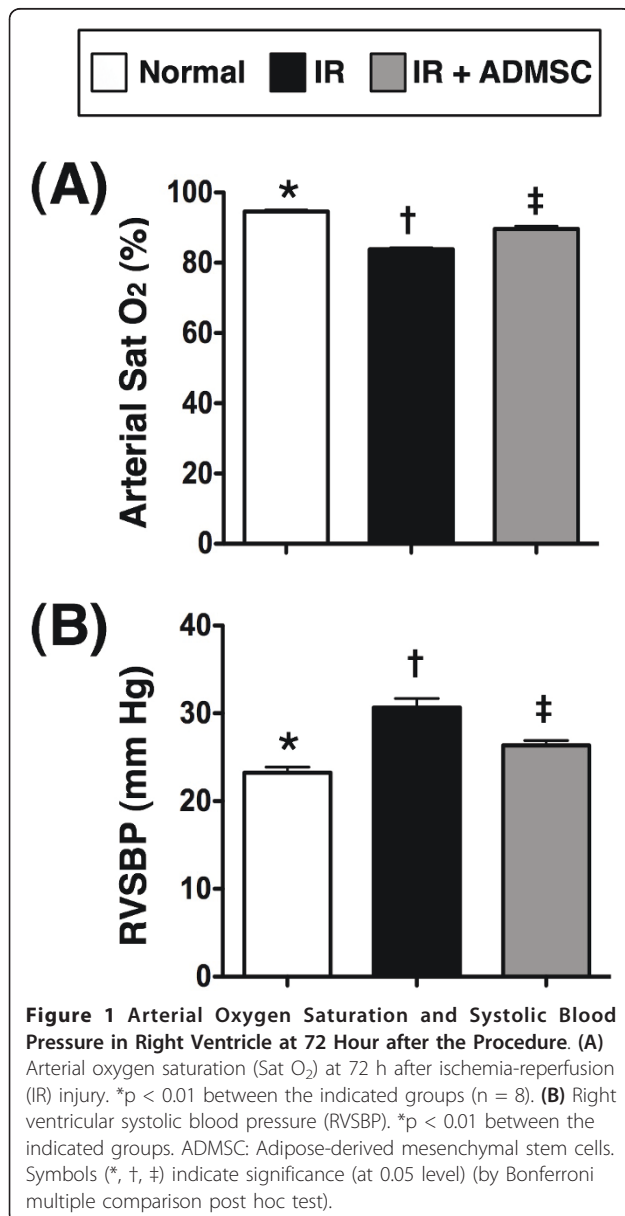 Normal IR IR + ADMSC
(A)
* † ‡
Arterial Sat O₂ (%)
100
80
60
40
20
0
(B)
* † ‡
RVSBP (mm Hg)
40
30
20
10
0
Figure 1 Arterial Oxygen Saturation and Systolic Blood
Pressure in Right Ventricle at 72 Hour after the Procedure. (A)
Arterial oxygen saturation (Sat O₂) at 72 h after ischemia-reperfusion
(IR) injury. *p < 0.01 between the indicated groups (n = 8). (B) Right
ventricular systolic blood pressure (RVSBP). *p < 0.01 between the
indicated groups. ADMSC: Adipose-derived mesenchymal stem cells.
Symbols (*, †, ‡) indicate significance (at 0.05 level) (by Bonferroni
multiple comparison post hoc test).